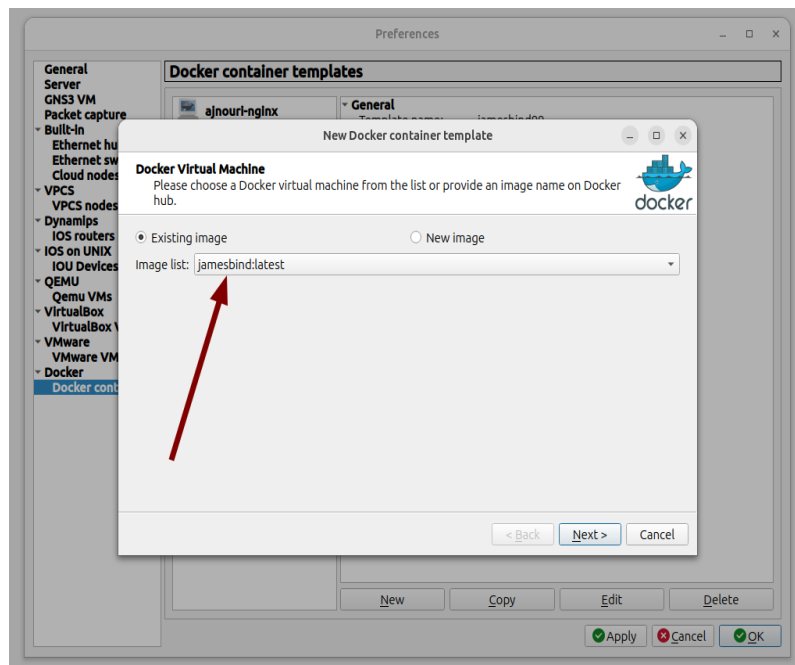 Preferences
General
Server
GNS3 VM
Packet capture
Built-in
Ethernet hu
Ethernet sw
Cloud nodes
VPCS
VPCS nodes
Dynamips
IOS routers
IOS on UNIX
IOU Devices
QEMU
Qemu VMs
VirtualBox
VirtualBox V
VMware
VMware VM
Docker
Docker cont
Docker container templates
ajnouri-nginx
General
Template name: jamesbind99
New Docker container template
Docker Virtual Machine
Please choose a Docker virtual machine from the list or provide an image name on Docker
hub.
docker
Existing image
New image
Image list: jamesbind:latest
< Back Next > Cancel
New Copy Edit Delete
Apply Cancel OK